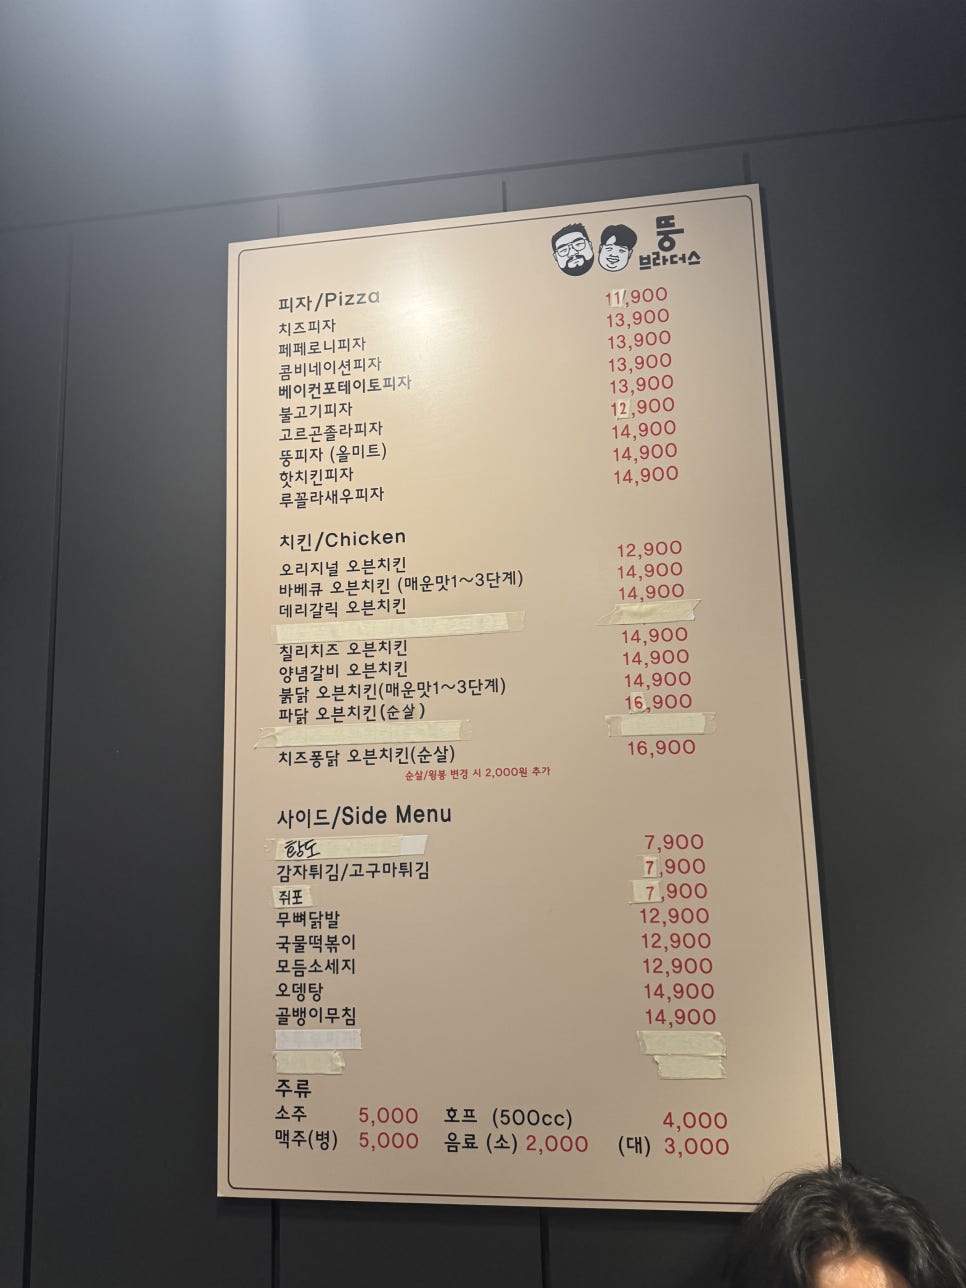 뚱
브라더스
피자/Pizza
치즈피자 11,900
페페로니피자 13,900
콤비네이션피자 13,900
베이컨포테이토피자 13,900
불고기피자 13,900
고르곤졸라피자 12,900
뚱피자 (올미트) 14,900
핫치킨피자 14,900
루꼴라새우피자 14,900
치킨/Chicken
오리지널 오븐치킨 12,900
바베큐 오븐치킨 (매운맛1~3단계) 14,900
데리갈릭 오븐치킨 14,900
칠리치즈 오븐치킨 14,900
양념갈비 오븐치킨 14,900
붉닭 오븐치킨(매운맛1~3단계) 14,900
파닭 오븐치킨(순살) 16,900
치즈퐁닭 오븐치킨(순살) 16,900
순살/윙봉 변경 시 2,000원 추가
사이드/Side Menu
황도 7,900
감자튀김/고구마튀김 7,900
쥐포 7,900
무뼈닭발 12,900
국물떡볶이 12,900
모듬소세지 12,900
오뎅탕 14,900
골뱅이무침 14,900
주류
소주 5,000 호프 (500cc) 4,000
맥주(병) 5,000 음료 (소) 2,000 (대) 3,000